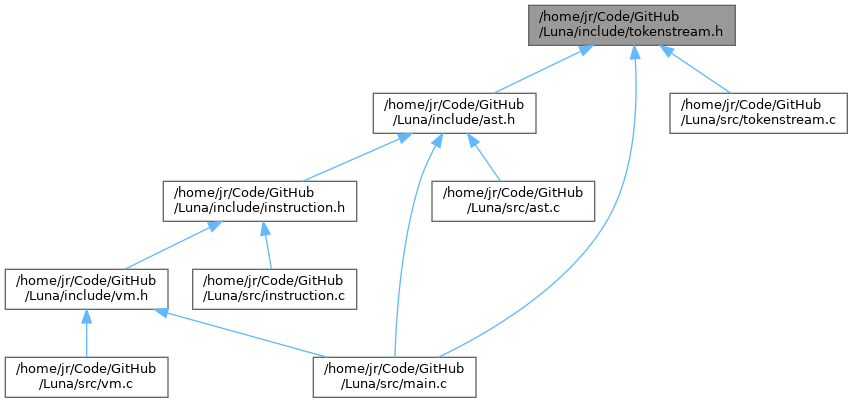 /home/jr/Code/GitHub
/Luna/include/tokenstream.h
/home/jr/Code/GitHub
/Luna/include/ast.h
/home/jr/Code/GitHub
/Luna/src/tokenstream.c
/home/jr/Code/GitHub
/Luna/include/instruction.h
/home/jr/Code/GitHub
/Luna/src/ast.c
/home/jr/Code/GitHub
/Luna/include/vm.h
/home/jr/Code/GitHub
/Luna/src/instruction.c
/home/jr/Code/GitHub
/Luna/src/vm.c
/home/jr/Code/GitHub
/Luna/src/main.c